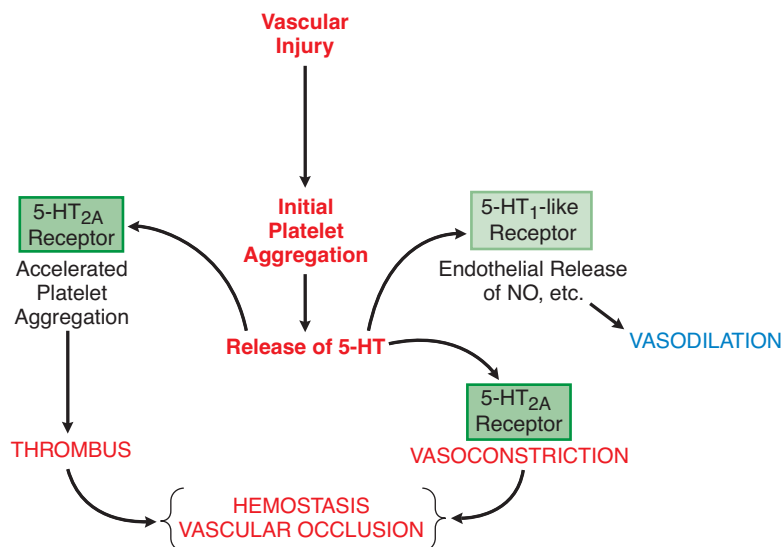 Vascular
Injury
Initial
Platelet
Aggregation
5-HT2A
Receptor
Accelerated
Platelet
Aggregation
5-HT1-like
Receptor
Endothelial Release
of NO, etc.
Release of 5-HT
VASODILATION
5-HT2A
Receptor
THROMBUS
VASOCONSTRICTION
HEMOSTASIS
VASCULAR OCCLUSION